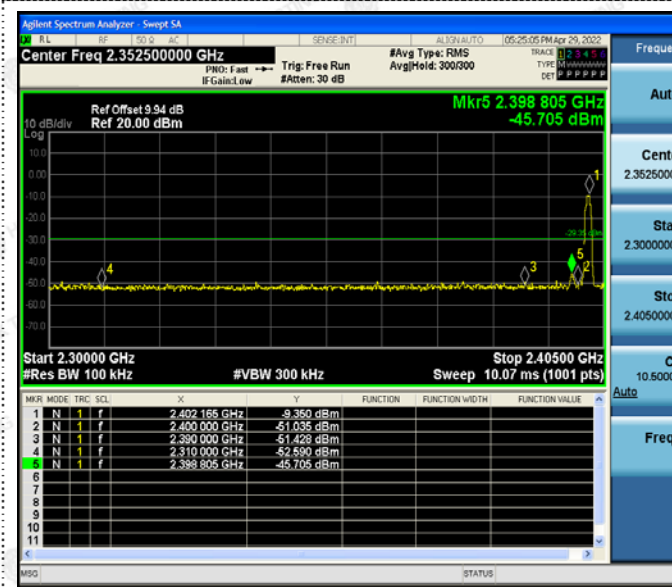 Agilent Spectrum Analyzer - Swept SA
RL RF 50 Ω AC SENSE:INT ALIGN AUTO 05:25:05 PM Apr 29, 2022
Center Freq 2.352500000 GHz #Avg Type: RMS TRACE 1 2 3 4 5 6
PNO: Fast Trig: Free Run Avg|Hold: 300/300 TYPE M
IFGain:Low #Atten: 30 dB DET P P P P P P
Mkr5 2.398 805 GHz
-45.705 dBm
Ref Offset 9.94 dB
10 dB/div Ref 20.00 dBm
Log
10.0
0.00
-10.0
-20.0
-30.0
-40.0
-50.0
-60.0
-70.0
1
5
3
2
4
Start 2.30000 GHz Stop 2.40500 GHz
#Res BW 100 kHz #VBW 300 kHz Sweep 10.07 ms (1001 pts)
MKR MODE TRC SCL X Y FUNCTION FUNCTION WIDTH FUNCTION VALUE
1 N 1 f 2.402 165 GHz -9.350 dBm
2 N 1 f 2.400 000 GHz -51.035 dBm
3 N 1 f 2.390 000 GHz -51.428 dBm
4 N 1 f 2.310 000 GHz -52.590 dBm
5 N 1 f 2.398 805 GHz -45.705 dBm
6
7
8
9
10
11
MSG STATUS
Freque
Aut
Cente
2.3525000
Sta
2.3000000
Sto
2.4050000
C
10.5000
Auto
Freq